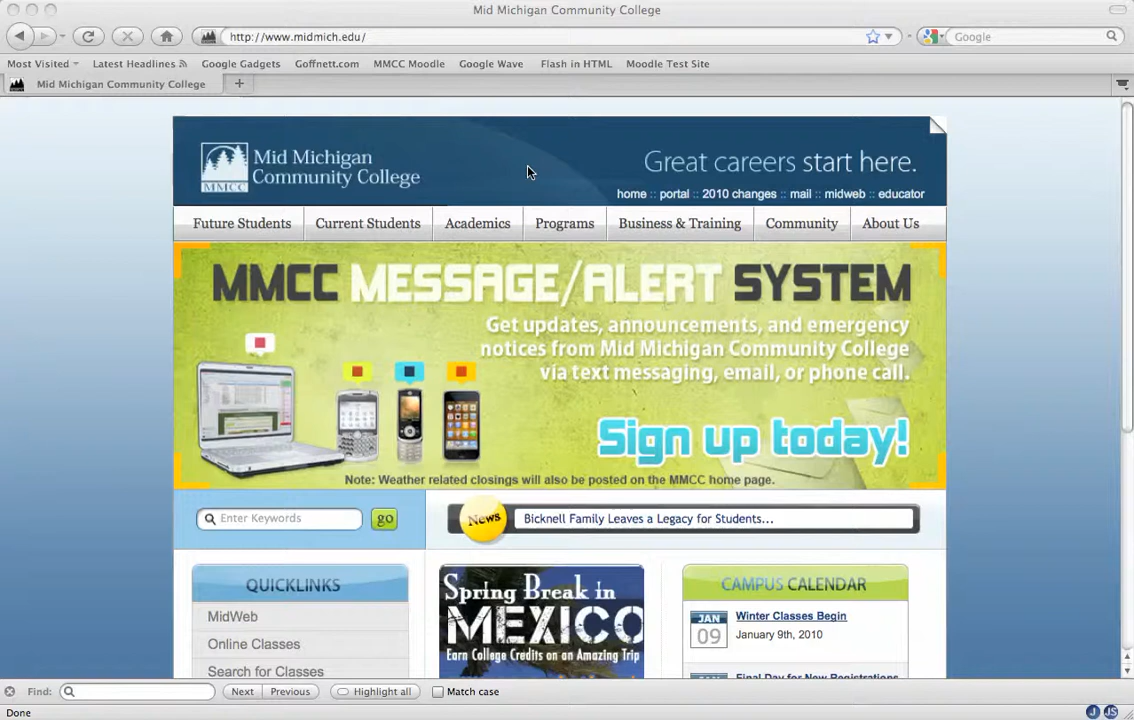 Mid Michigan Community College
http://www.midmich.edu/
Google
Most Visited
Latest Headlines
Google Gadgets
Goffnett.com
MMCC Moodle
Google Wave
Flash in HTML
Moodle Test Site
Mid Michigan Community College
MMCC
Mid Michigan
Community College
Great careers start here.
home :: portal :: 2010 changes :: mail :: midweb :: educator
Future Students
Current Students
Academics
Programs
Business & Training
Community
About Us
MMCC MESSAGE/ALERT SYSTEM
Get updates, announcements, and emergency
notices from Mid Michigan Community College
via text messaging, email, or phone call.
Sign up today!
Note: Weather related closings will also be posted on the MMCC home page.
Enter Keywords
go
News
Bicknell Family Leaves a Legacy for Students...
QUICKLINKS
MidWeb
Online Classes
Search for Classes
Spring Break in
MEXICO
Earn College Credits on an Amazing Trip
CAMPUS CALENDAR
JAN
09
Winter Classes Begin
January 9th, 2010
Final Day for New Registrations
Find:
Next
Previous
Highlight all
Match case
Done